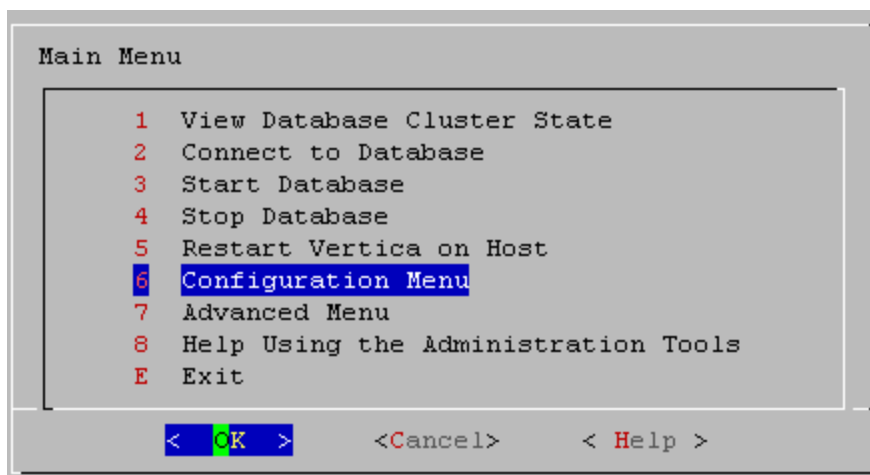 Main Menu
1 View Database Cluster State
2 Connect to Database
3 Start Database
4 Stop Database
5 Restart Vertica on Host
6 Configuration Menu
7 Advanced Menu
8 Help Using the Administration Tools
E Exit
< OK > <Cancel> < Help >